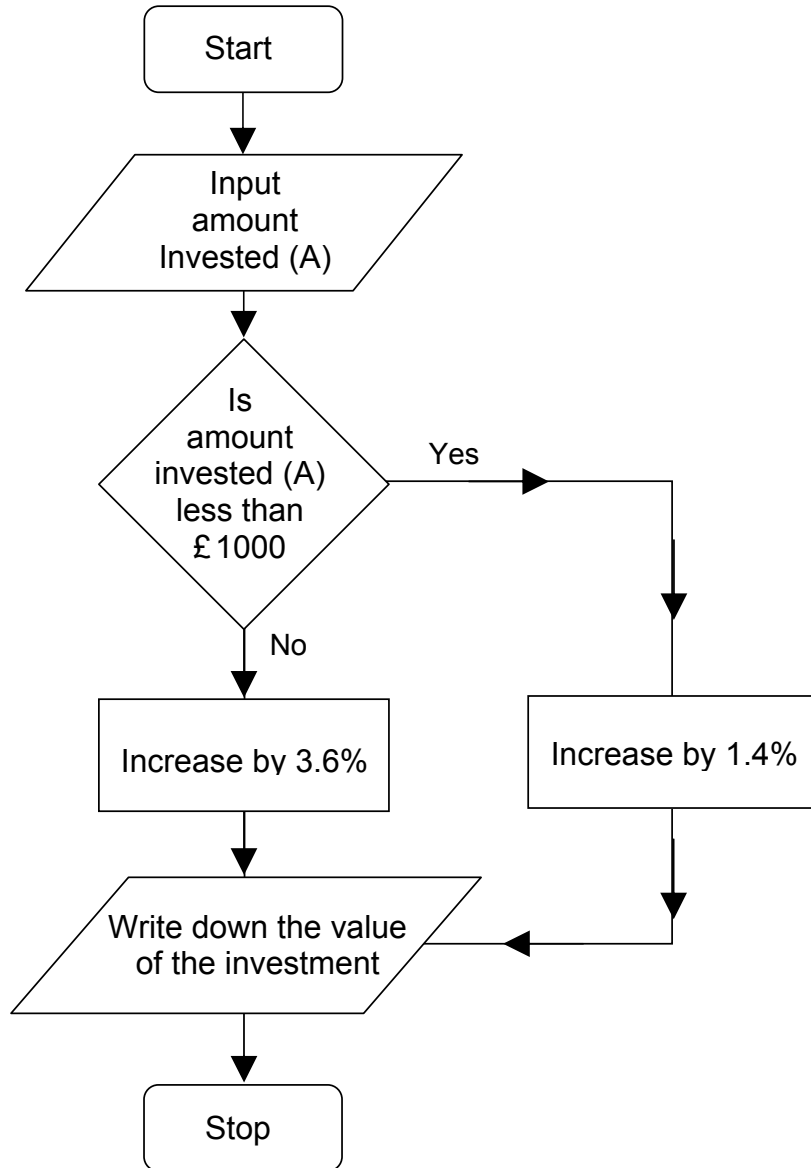 Start
Input
amount
Invested (A)
Is
amount
invested (A)
less than
£1000
Yes
No
Increase by 3.6%
Increase by 1.4%
Write down the value
of the investment
Stop